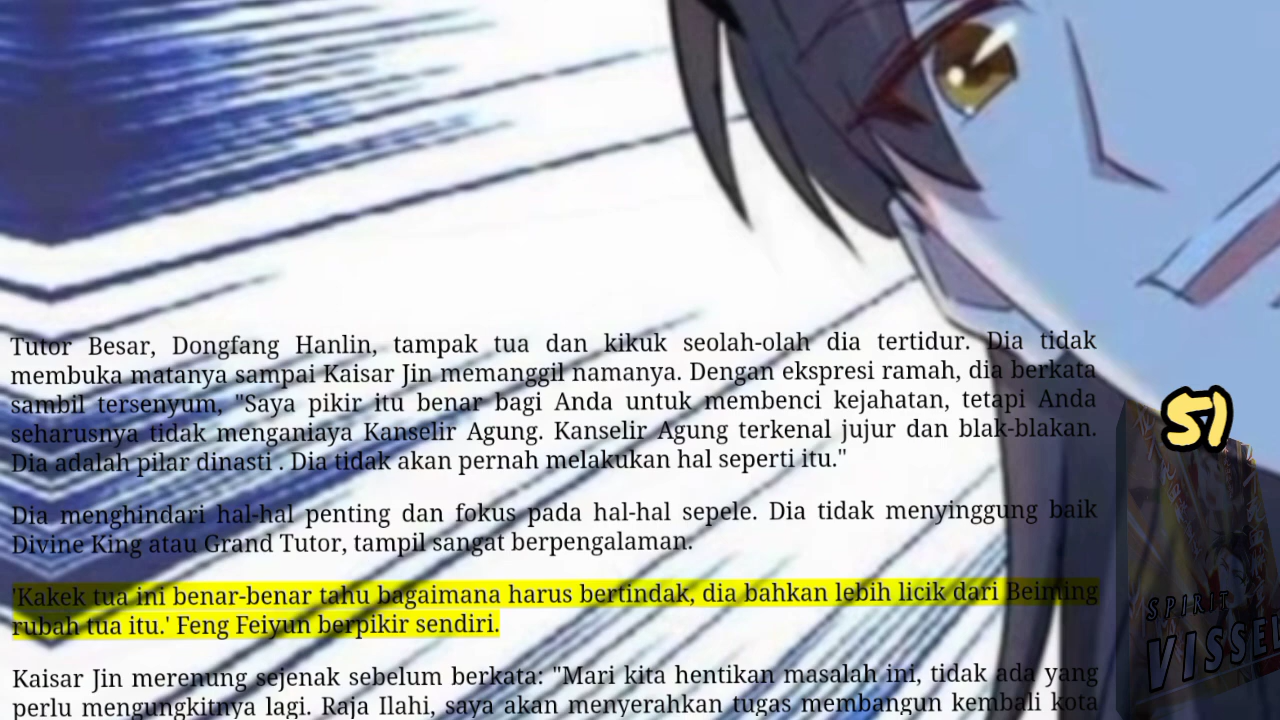 Tutor Besar, Dongfang Hanlin, tampak tua dan kikuk seolah-olah dia tertidur. Dia tidak
membuka matanya sampai Kaisar Jin memanggil namanya. Dengan ekspresi ramah, dia berkata
sambil tersenyum, "Saya pikir itu benar bagi Anda untuk membenci kejahatan, tetapi Anda
seharusnya tidak menganiaya Kanselir Agung. Kanselir Agung terkenal jujur dan blak-blakan.
Dia adalah pilar dinasti . Dia tidak akan pernah melakukan hal seperti itu."
Dia menghindari hal-hal penting dan fokus pada hal-hal sepele. Dia tidak menyinggung baik
Divine King atau Grand Tutor, tampil sangat berpengalaman.
'Kakek tua ini benar-benar tahu bagaimana harus bertindak, dia bahkan lebih licik dari Beiming
rubah tua itu.' Feng Feiyun berpikir sendiri.
Kaisar Jin merenung sejenak sebelum berkata: "Mari kita hentikan masalah ini, tidak ada yang
perlu mengungkitnya lagi. Raja Ilahi, saya akan menyerahkan tugas membangun kembali kota
S1
SPIRIT
VISSEL